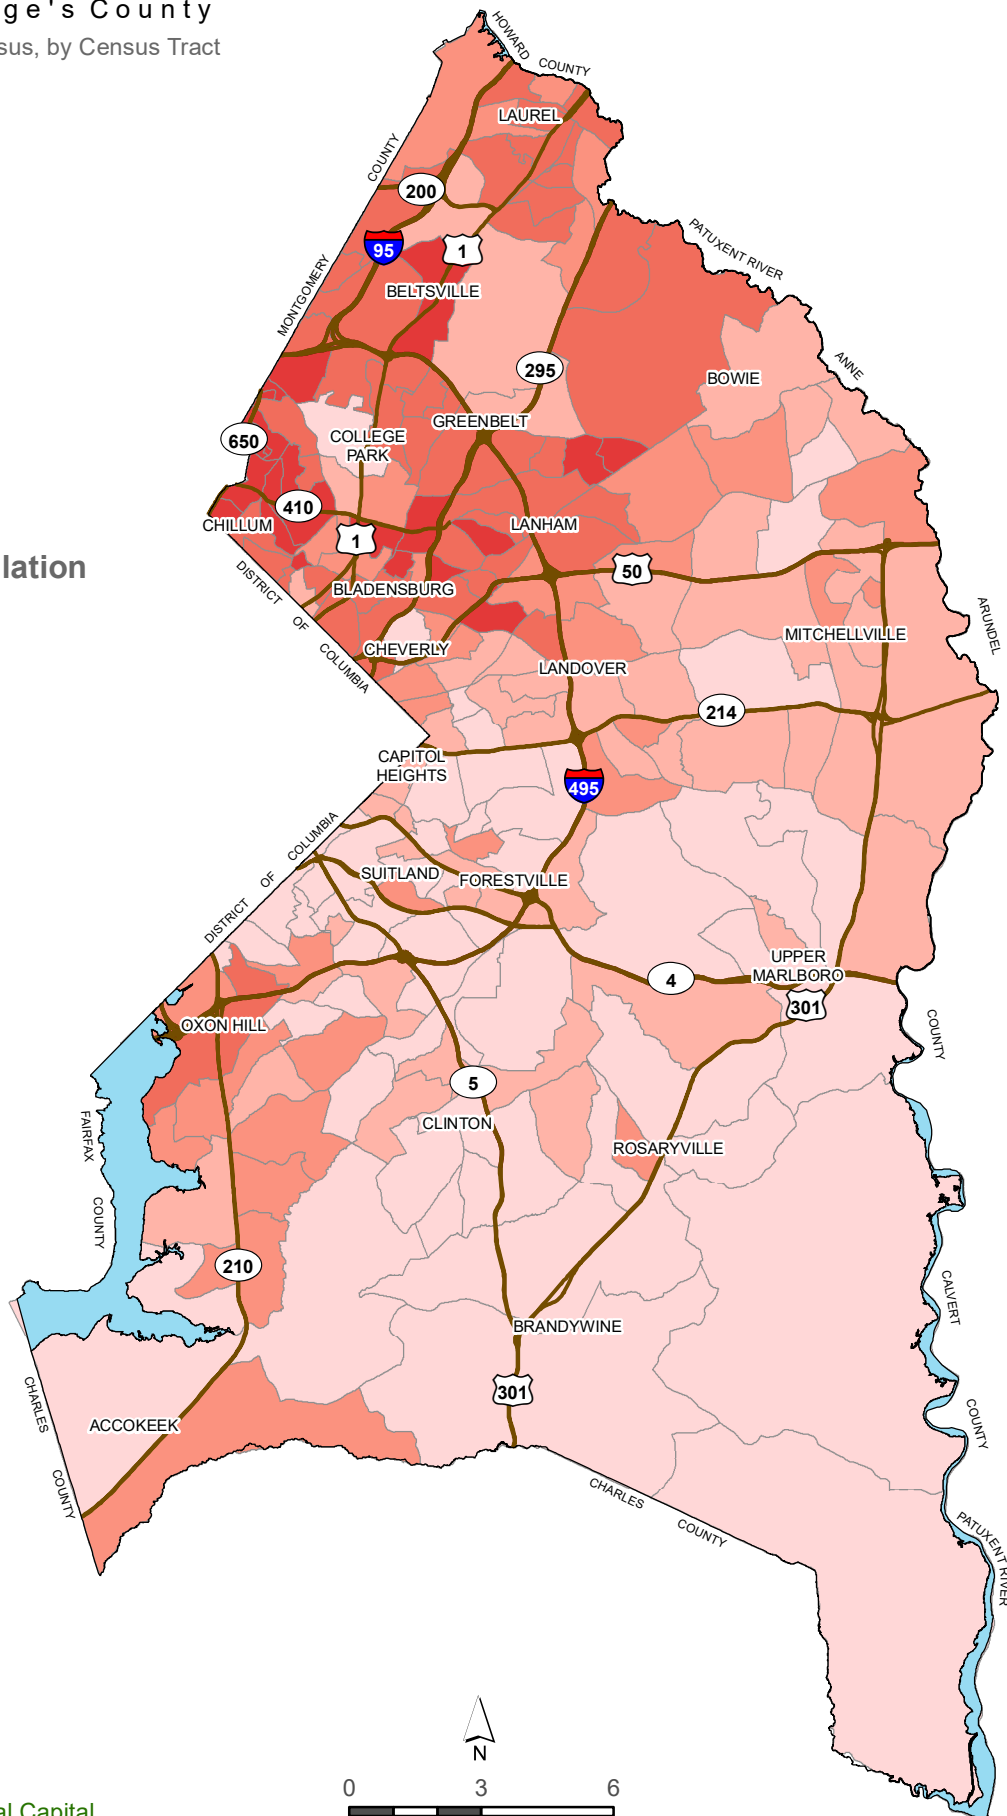 ge's County
sus, by Census Tract
HOWARD COUNTY
LAUREL
MONTGOMERY COUNTY
200
95
1
PATUXENT RIVER
BELTSVILLE
295
BOWIE
ANNE ARUNDEL COUNTY
650
COLLEGE
PARK
GREENBELT
410
CHILLUM
1
LANHAM
lation
50
BLADENSBURG
DISTRICT OF COLUMBIA
MITCHELLVILLE
CHEVERLY
LANDOVER
214
CAPITOL
HEIGHTS
495
DISTRICT OF COLUMBIA
SUITLAND
FORESTVILLE
UPPER
MARLBORO
4
301
OXON HILL
5
CLINTON
FAIRFAX COUNTY
ROSARYVILLE
210
CALVERT COUNTY
BRANDYWINE
301
CHARLES COUNTY
ACCOKEEK
CHARLES COUNTY
PATUXENT RIVER
N
0 3 6
al Capital